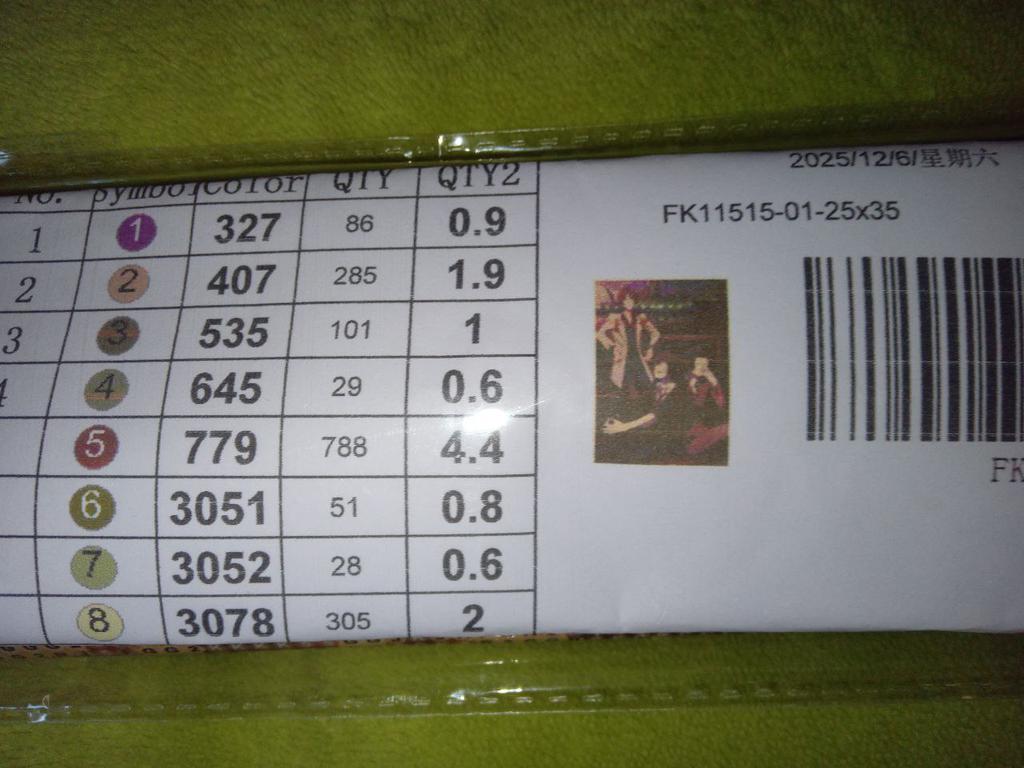 2025/12/6/星期六
No. Symbol Color QTY QTY2
FK11515-01-25x35
1 1 327 86 0.9
2 2 407 285 1.9
3 3 535 101 1
4 4 645 29 0.6
5 779 788 4.4
6 3051 51 0.8
FK
7 3052 28 0.6
8 3078 305 2